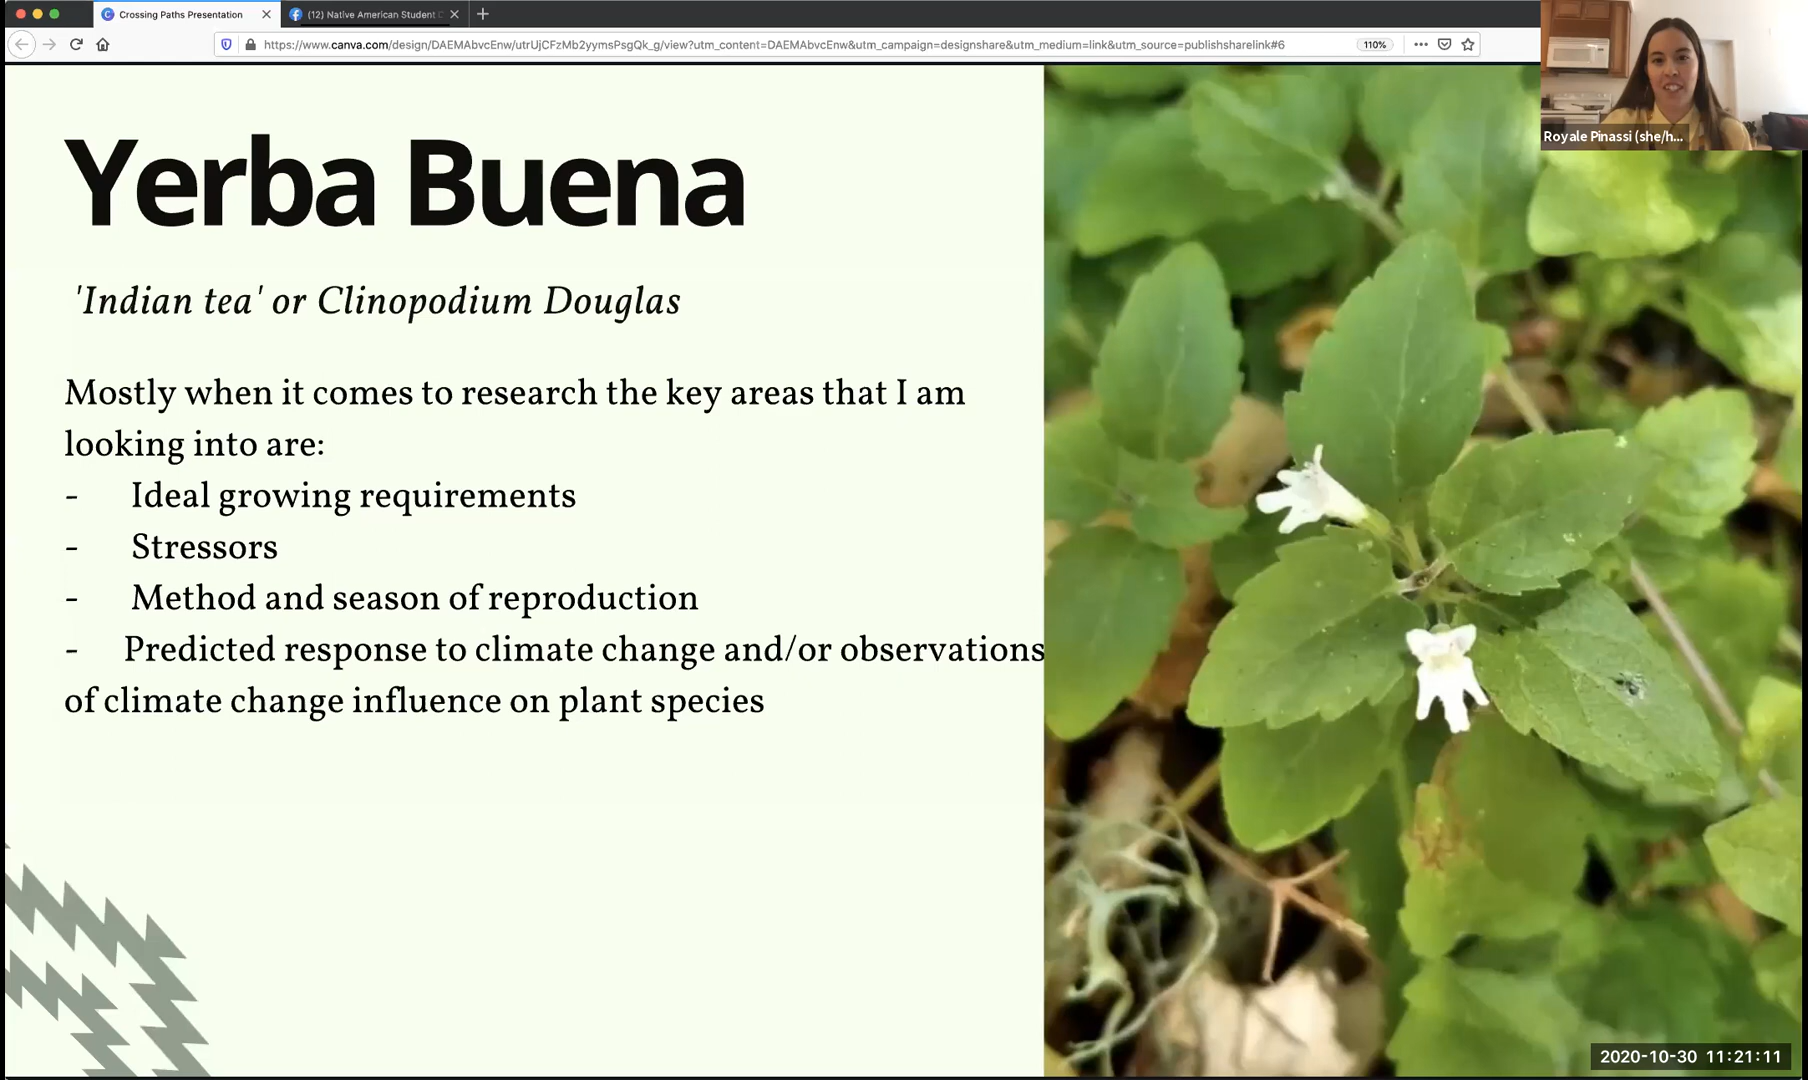 Crossing Paths Presentation
(12) Native American Student C
https://www.canva.com/design/DAEMAbvcEnw/utrUjCFzMb2yymsPsgQk_g/view?utm_content=DAEMAbvcEnw&utm_campaign=designshare&utm_medium=link&utm_source=publishsharelink#6
110%
Royale Pinassi (she/h...
Yerba Buena
'Indian tea' or Clinopodium Douglas
Mostly when it comes to research the key areas that I am
looking into are:
- Ideal growing requirements
- Stressors
- Method and season of reproduction
- Predicted response to climate change and/or observations
of climate change influence on plant species
2020-10-30 11:21:11